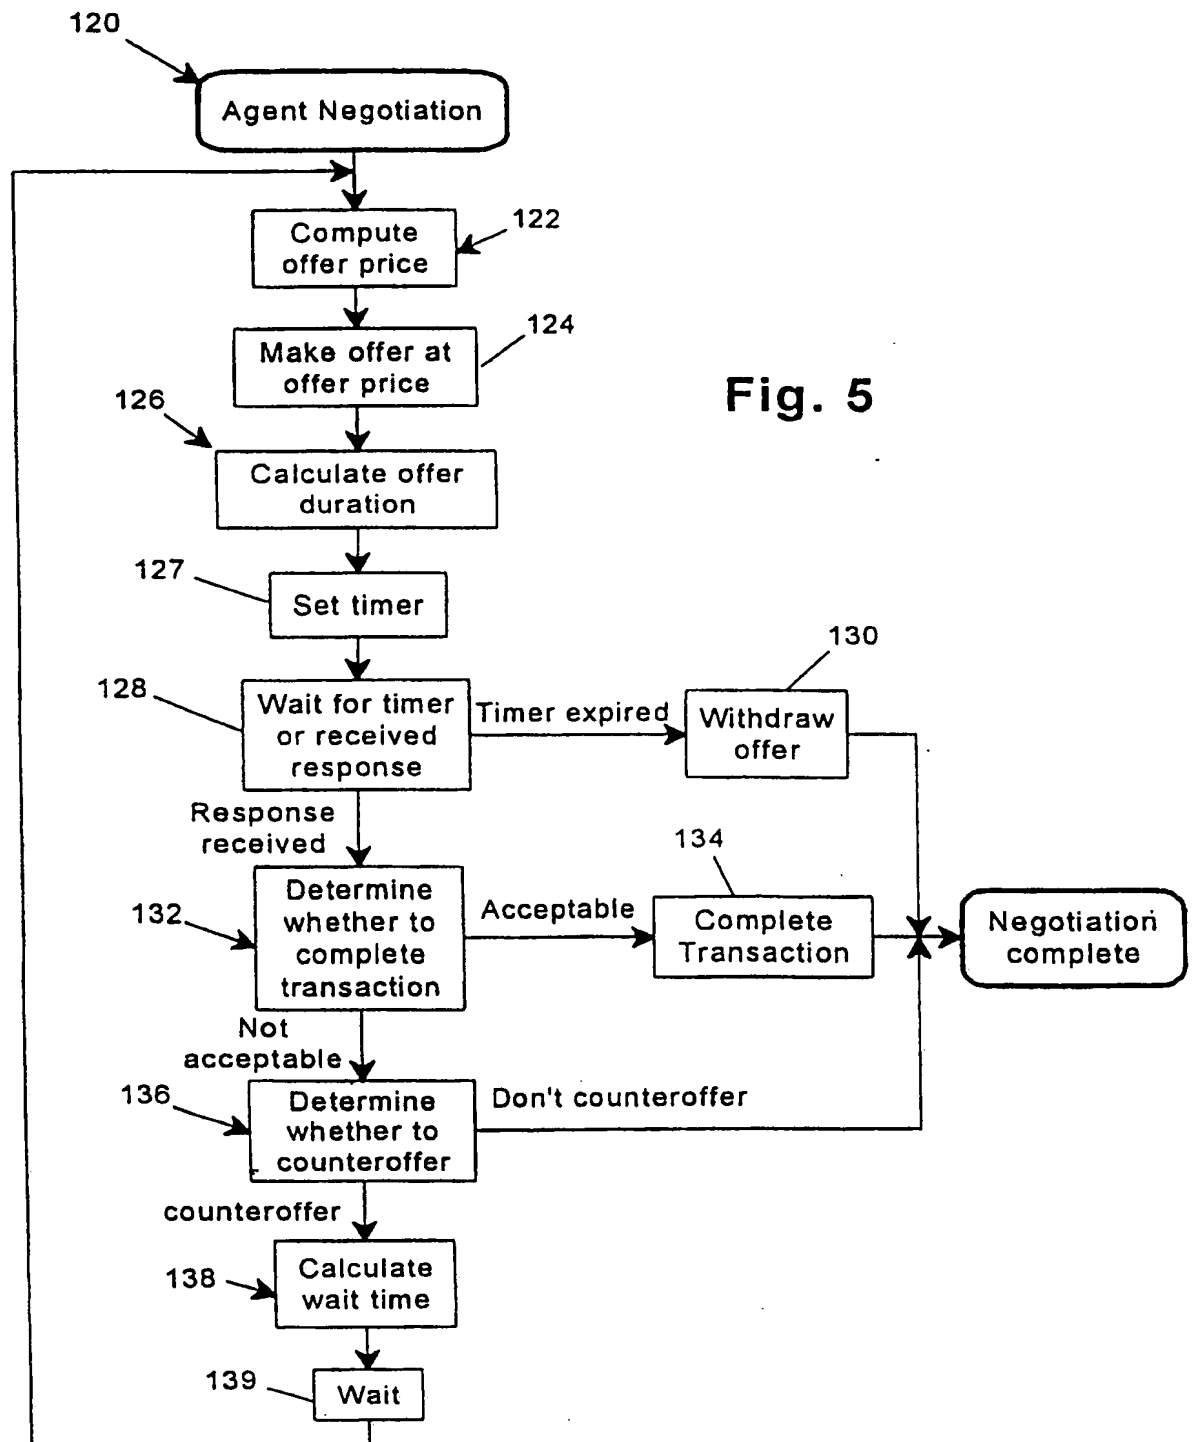 120
Agent Negotiation
Compute
offer price
122
Make offer at
offer price
124
Fig. 5
126
Calculate offer
duration
127
Set timer
128
Wait for timer
or received
response
Timer expired
130
Withdraw
offer
Response
received
132
Determine
whether to
complete
transaction
Acceptable
134
Complete
Transaction
Negotiation
complete
Not
acceptable
136
Determine
whether to
counteroffer
Don't counteroffer
counteroffer
138
Calculate
wait time
139
Wait